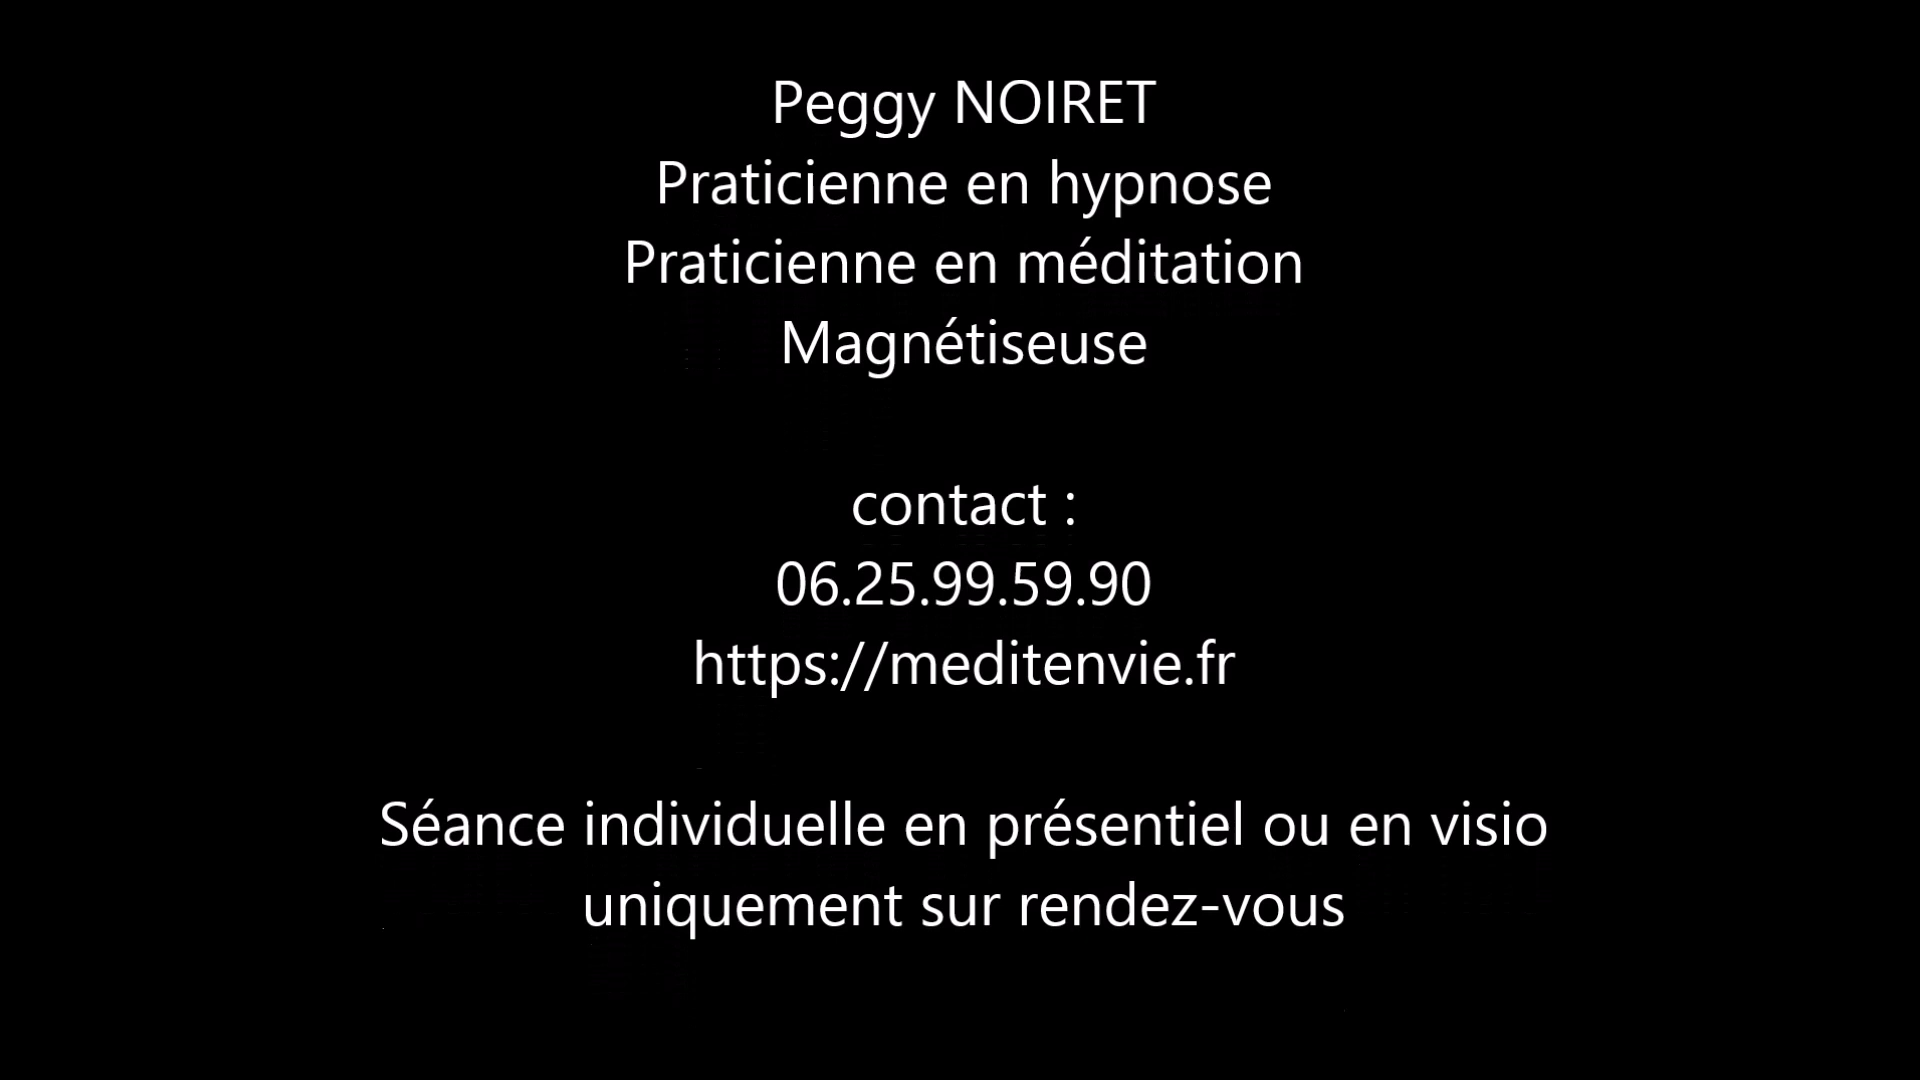 Peggy NOIRET
Praticienne en hypnose
Praticienne en méditation
Magnétiseuse
contact :
06.25.99.59.90
https://meditenvie.fr
Séance individuelle en présentiel ou en visio
uniquement sur rendez-vous